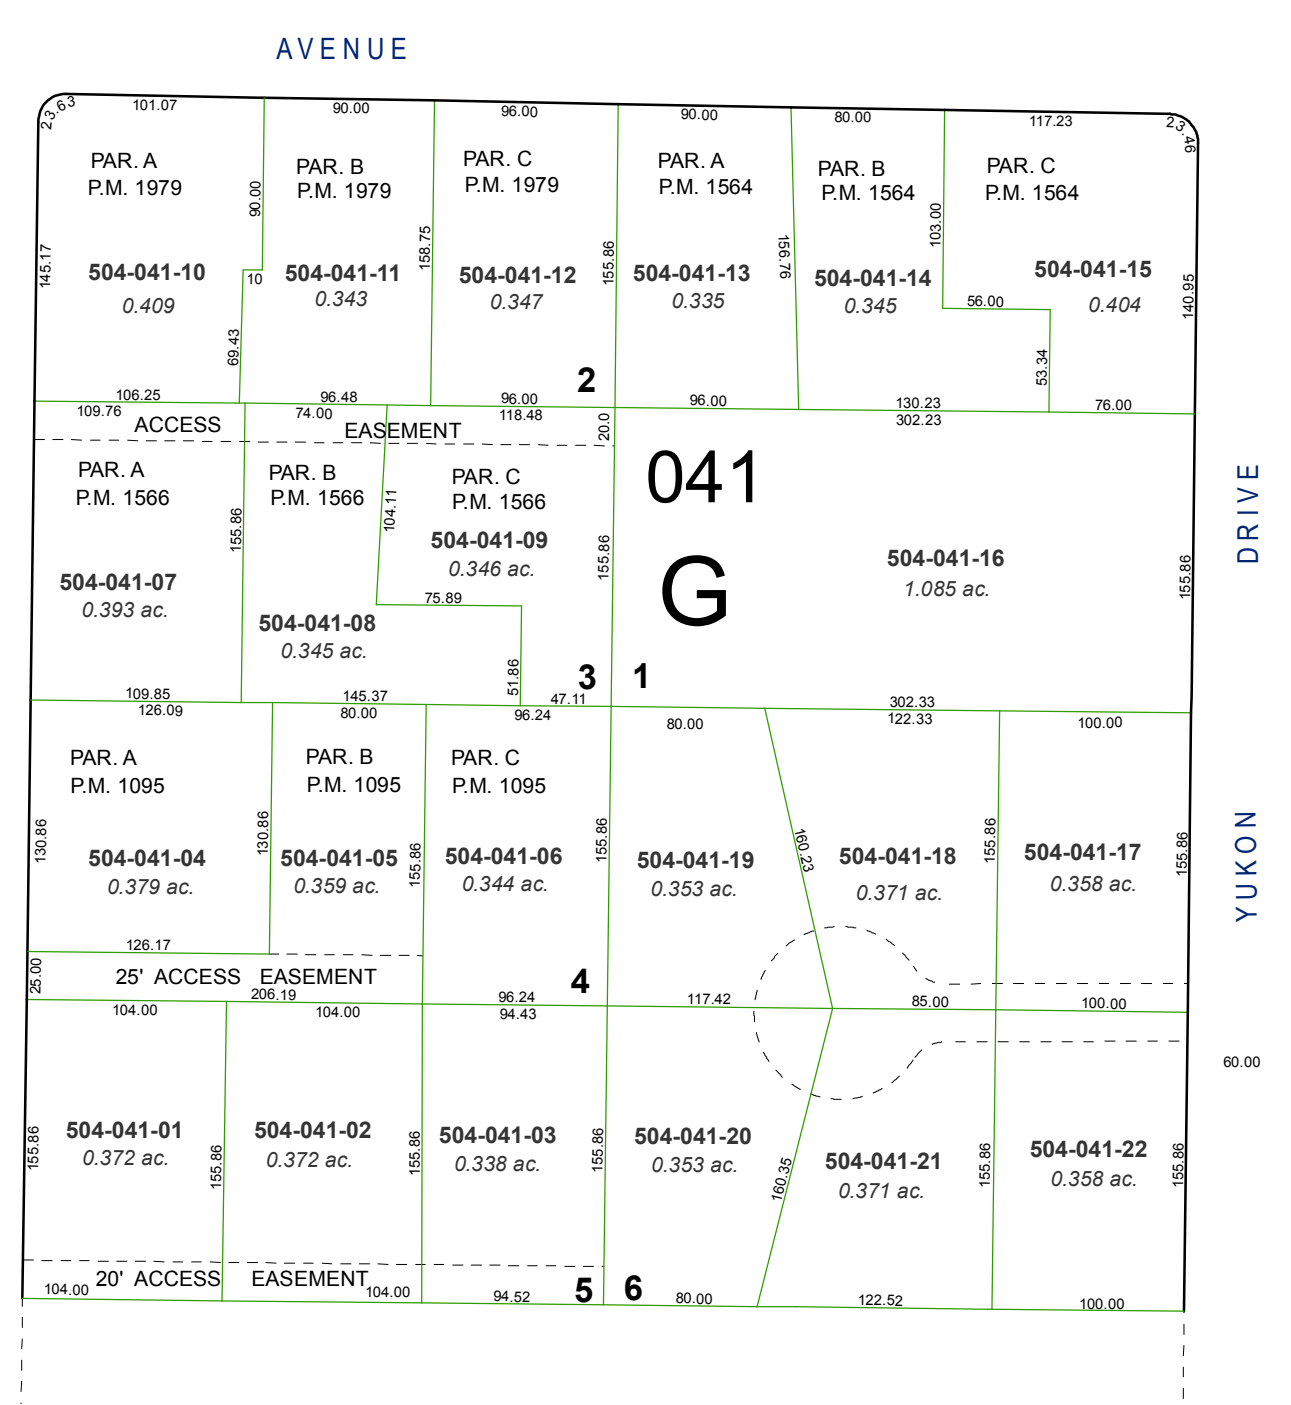 AVENUE
23.63
101.07
90.00
96.00
90.00
80.00
117.23
23.46
PAR. A
P.M. 1979
PAR. B
P.M. 1979
PAR. C
P.M. 1979
PAR. A
P.M. 1564
PAR. B
P.M. 1564
PAR. C
P.M. 1564
145.17
90.00
158.75
155.86
156.76
103.00
140.95
504-041-10
0.409
10
504-041-11
0.343
504-041-12
0.347
504-041-13
0.335
504-041-14
0.345
504-041-15
0.404
56.00
69.43
53.34
2
106.25
96.48
96.00
96.00
130.23
76.00
109.76
74.00
118.48
302.23
ACCESS EASEMENT
20.0
PAR. A
P.M. 1566
PAR. B
P.M. 1566
PAR. C
P.M. 1566
041
G
DRIVE
155.86
104.11
155.86
155.86
504-041-09
0.346 ac.
504-041-16
1.085 ac.
504-041-07
0.393 ac.
75.89
504-041-08
0.345 ac.
51.86
3
1
109.85
145.37
47.11
302.33
126.09
80.00
96.24
80.00
122.33
100.00
PAR. A
P.M. 1095
PAR. B
P.M. 1095
PAR. C
P.M. 1095
130.86
130.86
155.86
155.86
160.23
155.86
155.86
YUKON
504-041-04
0.379 ac.
504-041-05
0.359 ac.
504-041-06
0.344 ac.
504-041-19
0.353 ac.
504-041-18
0.371 ac.
504-041-17
0.358 ac.
126.17
25.00
25' ACCESS EASEMENT
4
206.19
96.24
117.42
85.00
100.00
104.00
104.00
94.43
60.00
155.86
155.86
155.86
155.86
160.35
155.86
155.86
504-041-01
0.372 ac.
504-041-02
0.372 ac.
504-041-03
0.338 ac.
504-041-20
0.353 ac.
504-041-21
0.371 ac.
504-041-22
0.358 ac.
20' ACCESS EASEMENT
5
6
104.00
104.00
94.52
80.00
122.52
100.00